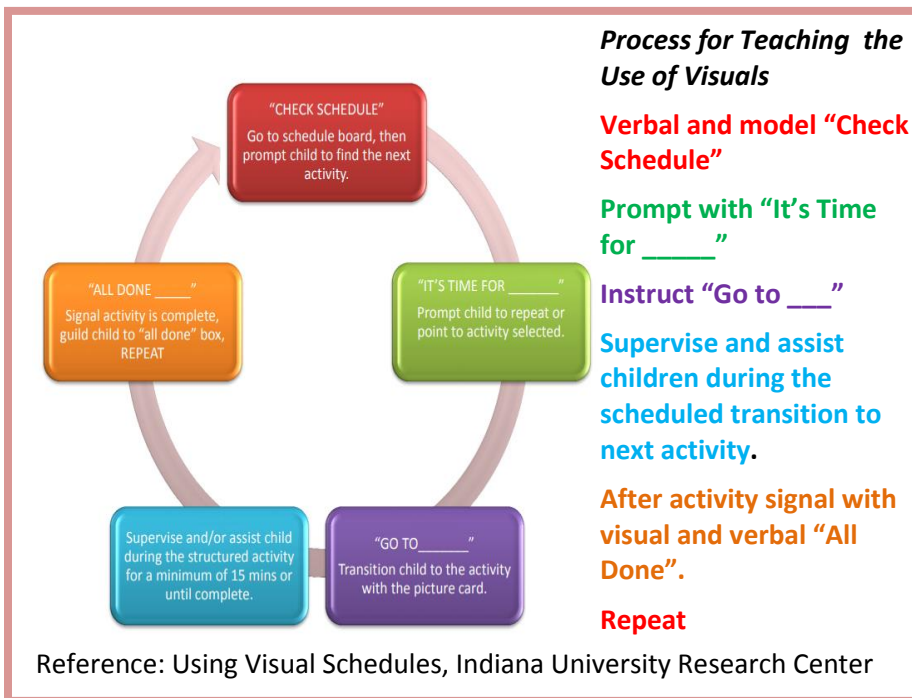 "CHECK SCHEDULE"
Go to schedule board, then
prompt child to find the next
activity.
"IT'S TIME FOR _______"
Prompt child to repeat or
point to activity selected.
"GO TO_______"
Transition child to the activity
with the picture card.
Supervise and/or assist child
during the structured activity
for a minimum of 15 mins or
until complete.
"ALL DONE _____"
Signal activity is complete,
guild child to "all done" box,
REPEAT
Process for Teaching the
Use of Visuals
Verbal and model “Check
Schedule”
Prompt with “It’s Time
for _____”
Instruct “Go to ___”
Supervise and assist
children during the
scheduled transition to
next activity.
After activity signal with
visual and verbal “All
Done”.
Repeat
Reference: Using Visual Schedules, Indiana University Research Center